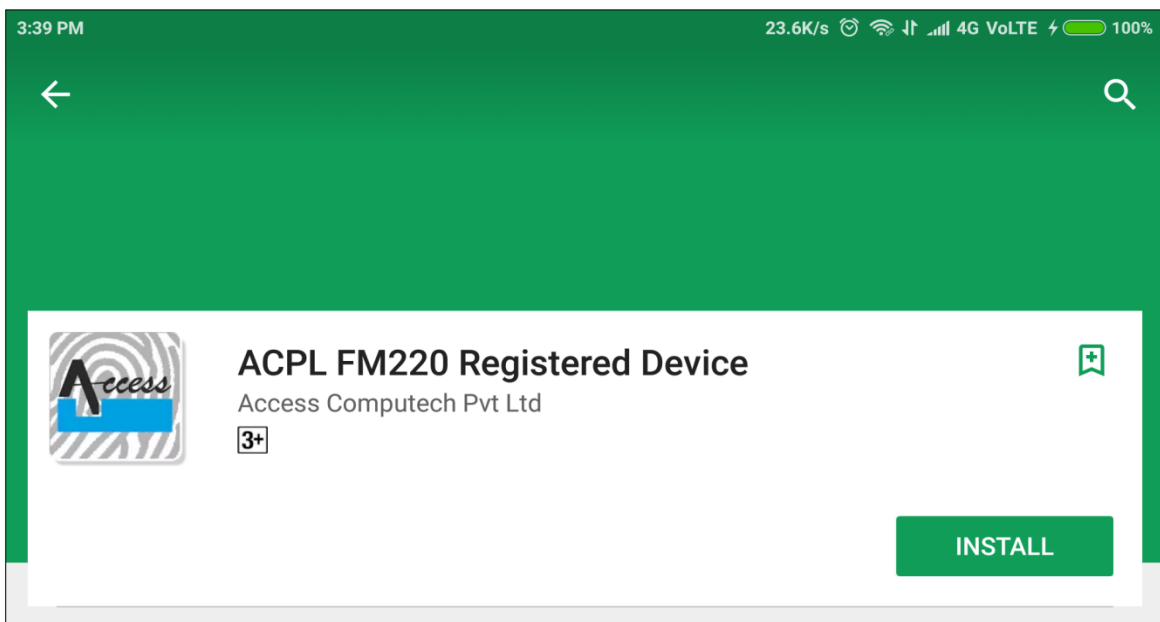 3:39 PM 23.6K/s 4G VoLTE 100%
Access
ACPL FM220 Registered Device
Access Computech Pvt Ltd
3+
INSTALL